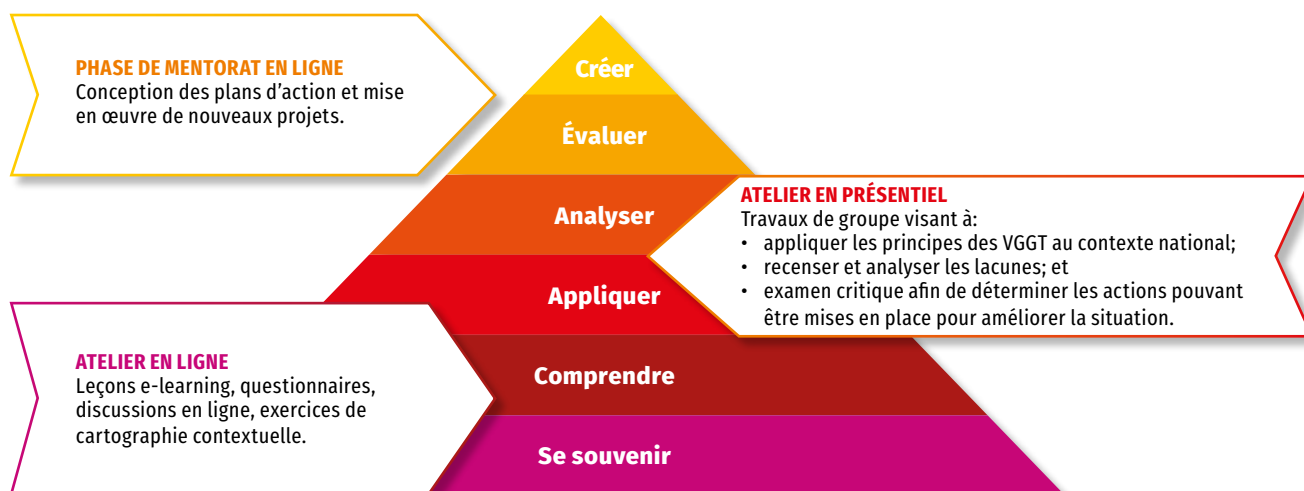 PHASE DE MENTORAT EN LIGNE
Conception des plans d'action et mise
en œuvre de nouveaux projets.
Créer
Évaluer
Analyser
ATELIER EN PRÉSENTIEL
Travaux de groupe visant à:
• appliquer les principes des VGGT au contexte national;
• recenser et analyser les lacunes; et
• examen critique afin de déterminer les actions pouvant
être mises en place pour améliorer la situation.
Appliquer
ATELIER EN LIGNE
Leçons e-learning, questionnaires,
discussions en ligne, exercices de
cartographie contextuelle.
Comprendre
Se souvenir